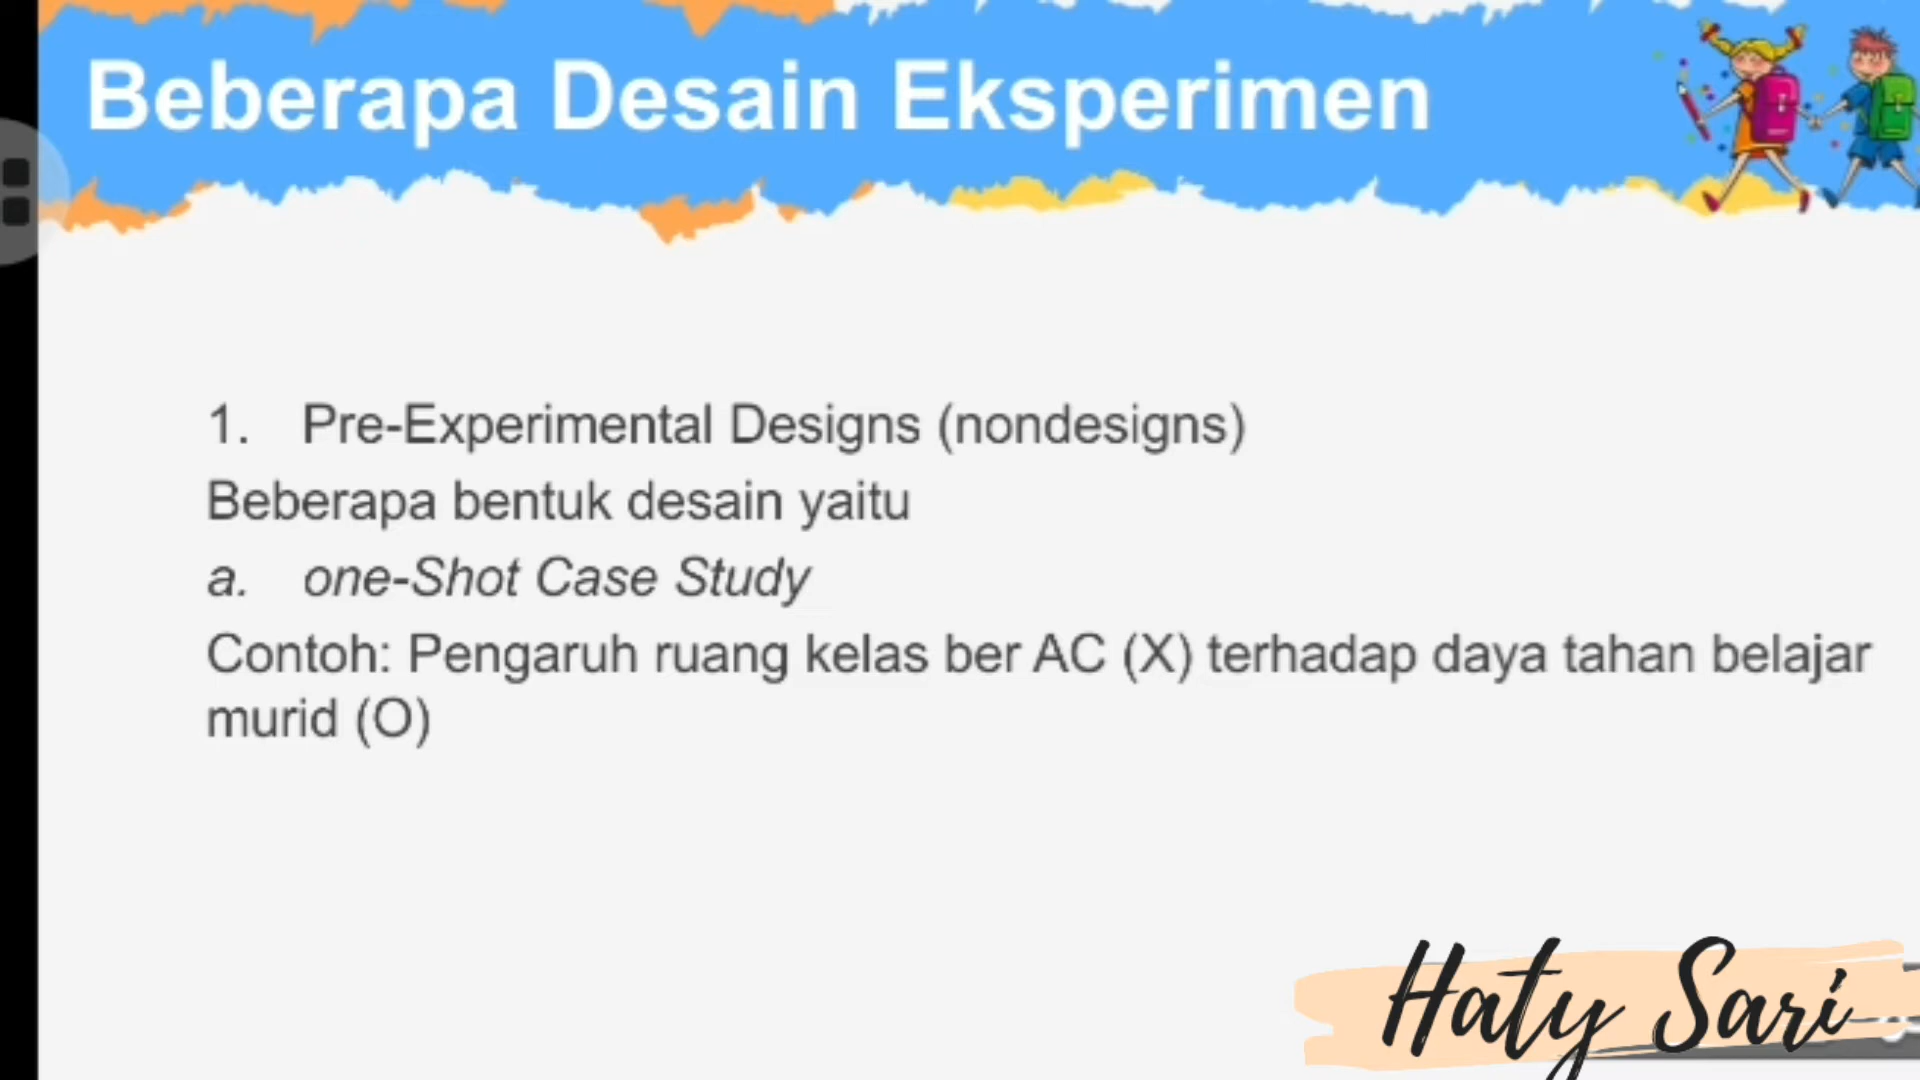 Beberapa Desain Eksperimen
1. Pre-Experimental Designs (nondesigns)
Beberapa bentuk desain yaitu
a. one-Shot Case Study
Contoh: Pengaruh ruang kelas ber AC (X) terhadap daya tahan belajar
murid (O)
Haty Sari